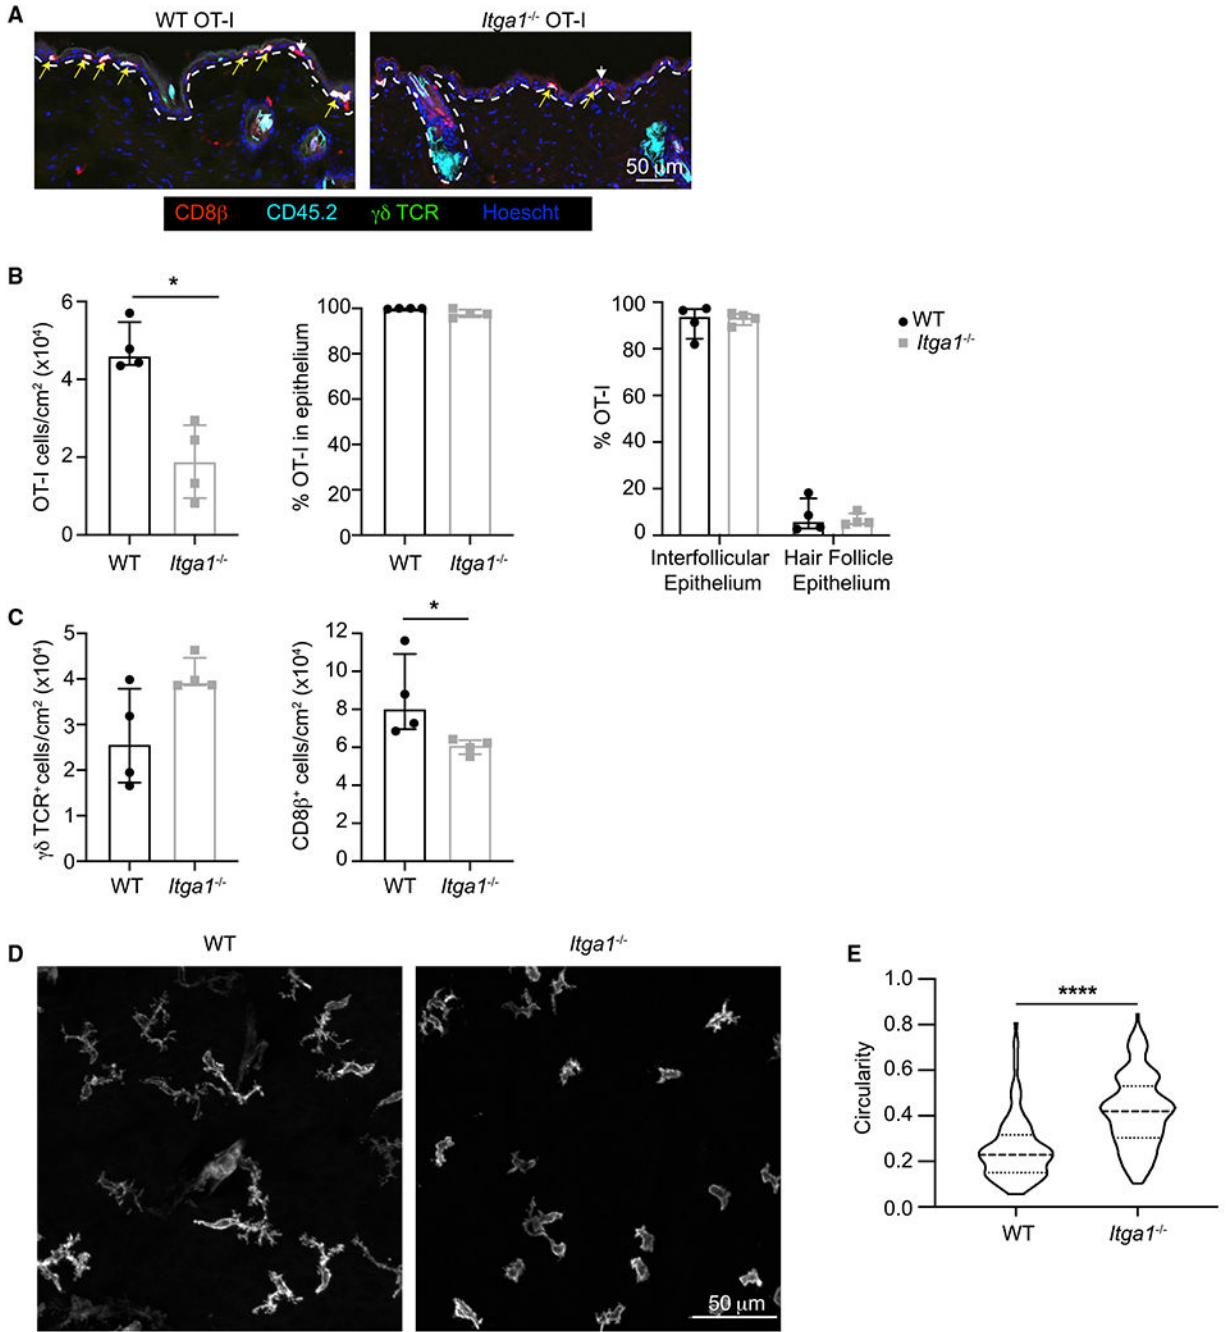 A
WT OT-I
Itga1-/- OT-I
50 µm
CD8β CD45.2 γδ TCR Hoescht
B
*
OT-I cells/cm² (x10⁴)
6
4
2
0
WT Itga1-/-
% OT-I in epithelium
100
80
60
40
20
0
WT Itga1-/-
% OT-I
100
80
60
40
20
0
Interfollicular Epithelium
Hair Follicle Epithelium
WT
Itga1-/-
C
γδ TCR⁺cells/cm² (x10⁴)
5
4
3
2
1
0
WT Itga1-/-
*
CD8β⁺ cells/cm² (x10⁴)
12
10
8
6
4
2
0
WT Itga1-/-
D
WT
Itga1-/-
50 µm
E
****
Circularity
1.0
0.8
0.6
0.4
0.2
0.0
WT Itga1-/-